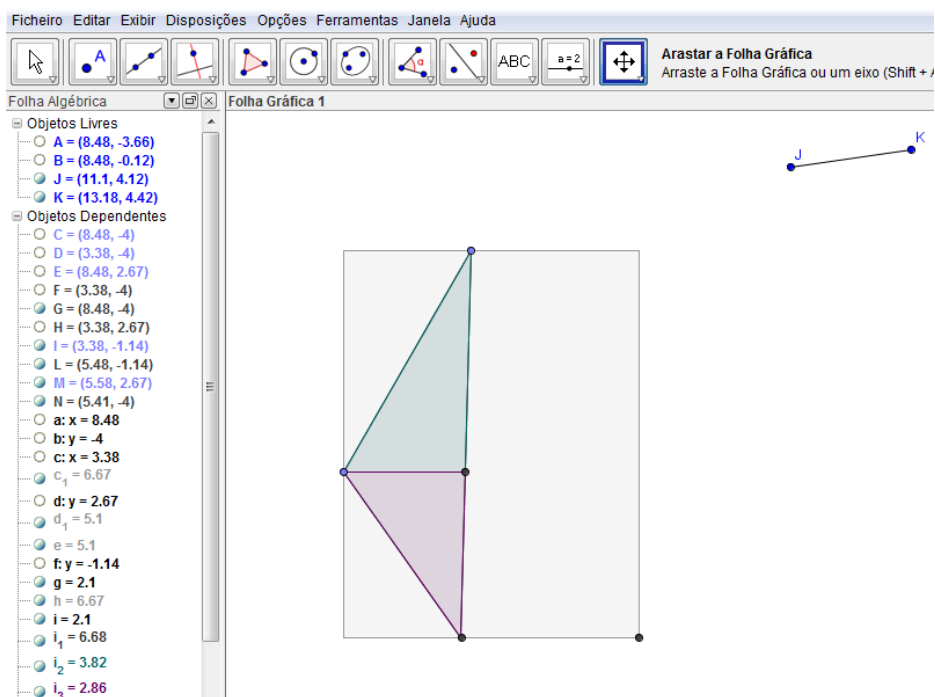 Ficheiro Editar Exibir Disposições Opções Ferramentas Janela Ajuda
A
α
ABC
a=2
Arastar a Folha Gráfica
Arraste a Folha Gráfica ou um eixo (Shift + A
Folha Algébrica
Folha Gráfica 1
Objetos Livres
A = (8.48, -3.66)
B = (8.48, -0.12)
J = (11.1, 4.12)
K = (13.18, 4.42)
Objetos Dependentes
C = (8.48, -4)
D = (3.38, -4)
E = (8.48, 2.67)
F = (3.38, -4)
G = (8.48, -4)
H = (3.38, 2.67)
I = (3.38, -1.14)
L = (5.48, -1.14)
M = (5.58, 2.67)
N = (5.41, -4)
a: x = 8.48
b: y = -4
c: x = 3.38
c₁ = 6.67
d: y = 2.67
d₁ = 5.1
e = 5.1
f: y = -1.14
g = 2.1
h = 6.67
i = 2.1
i₁ = 6.68
i₂ = 3.82
i₃ = 2.86
J
K